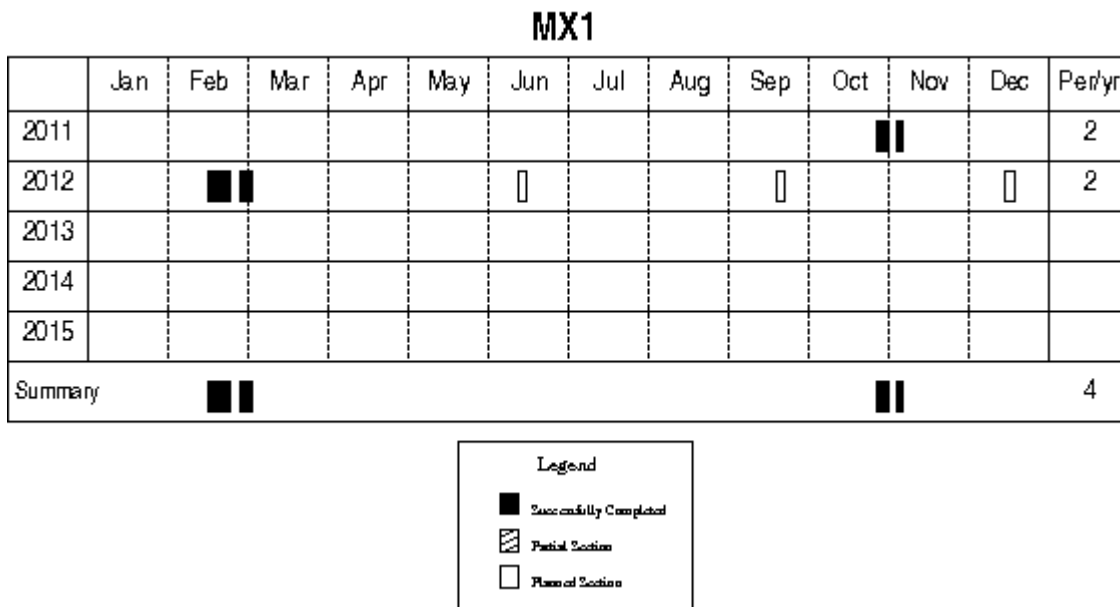 MX1
Jan Feb Mar Apr May Jun Jul Aug Sep Oct Nov Dec Per/yr
2011 2
2012 2
2013
2014
2015
Summary 4
Legend
Successfully Completed
Partial Section
Planned Section